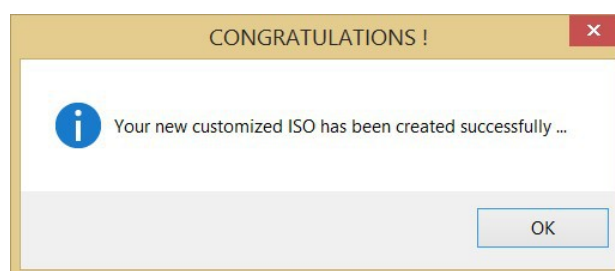 CONGRATULATIONS !
Your new customized ISO has been created successfully ...
OK